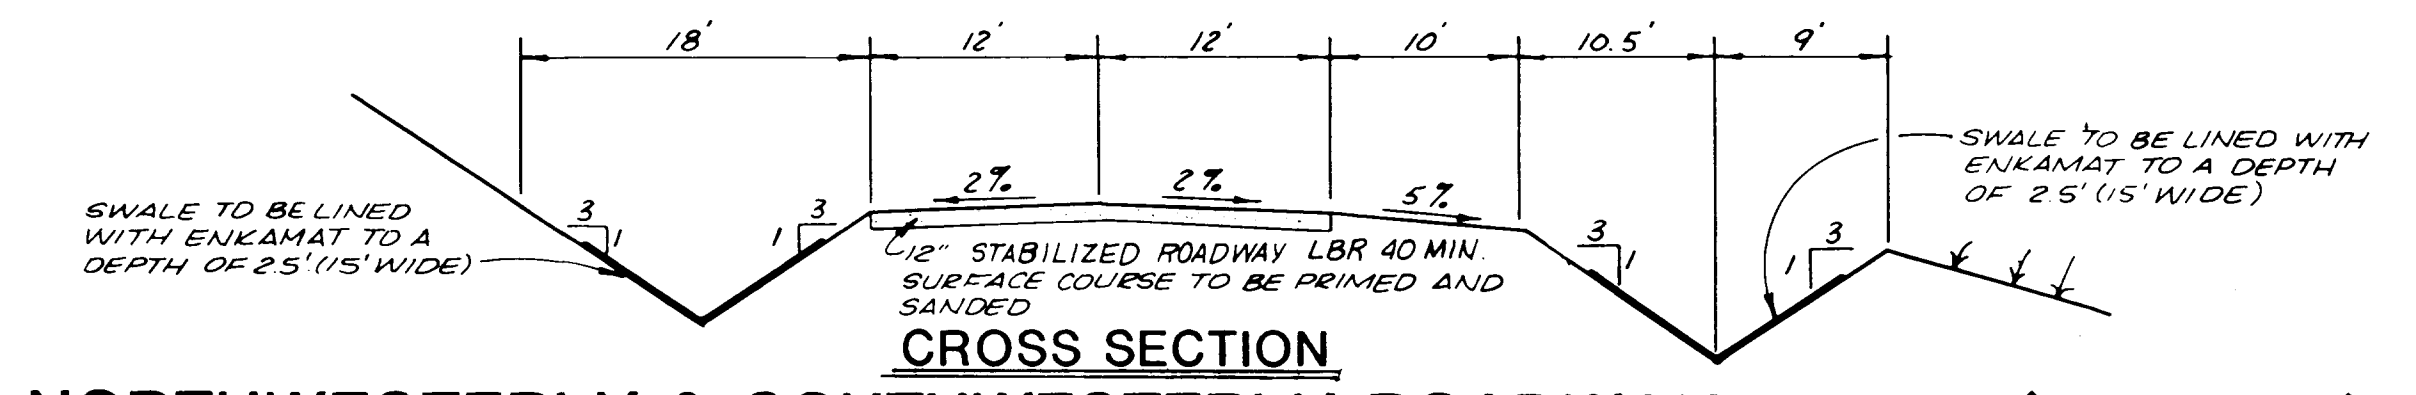 18' 12' 12' 10' 10.5' 9'
SWALE TO BE LINED WITH
ENKAMAT TO A DEPTH
OF 2.5' (15' WIDE)
2% 2% 5%
SWALE TO BE LINED
WITH ENKAMAT TO A
DEPTH OF 2.5' (15' WIDE)
3
1
3
1
3
1
3
1
12" STABILIZED ROADWAY LBR 40 MIN.
SURFACE COURSE TO BE PRIMED AND
SANDED
CROSS SECTION